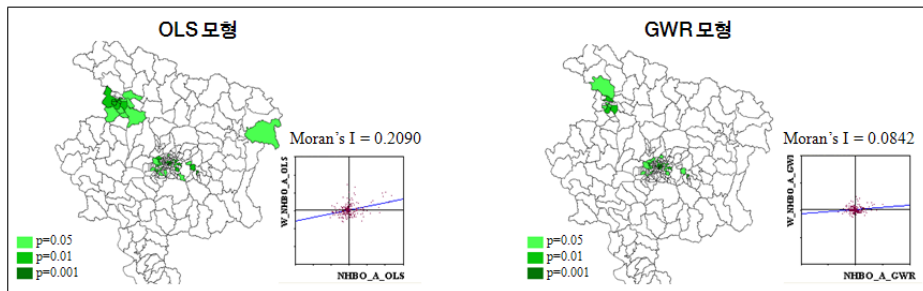 OLS 모형
Moran's I = 0.2090
W_NHBO_A_OLS
NHBO_A_OLS
p=0.05
p=0.01
p=0.001
GWR 모형
Moran's I = 0.0842
W_NHBO_A_GWI
NHBO_A_GWR
p=0.05
p=0.01
p=0.001